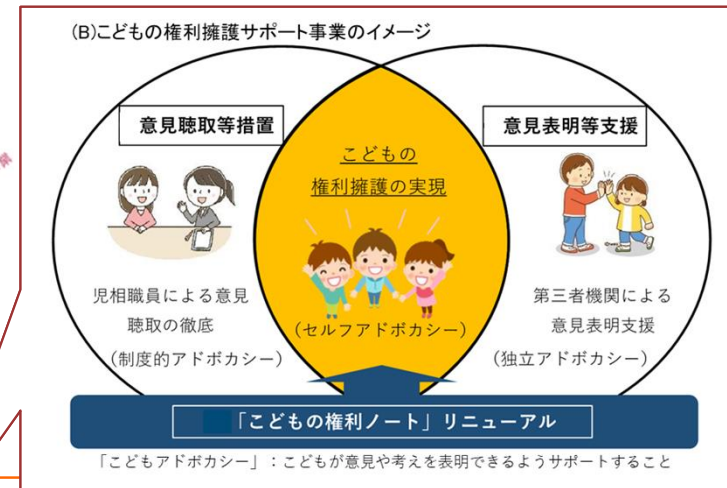 (B)こどもの権利擁護サポート事業のイメージ
意見聴取等措置
児相職員による意見
聴取の徹底
(制度的アドボカシー)
こどもの
権利擁護の実現
(セルフアドボカシー)
意見表明等支援
第三者機関による
意見表明支援
(独立アドボカシー)
「こどもの権利ノート」リニューアル
「こどもアドボカシー」：こどもが意見や考えを表明できるようサポートすること